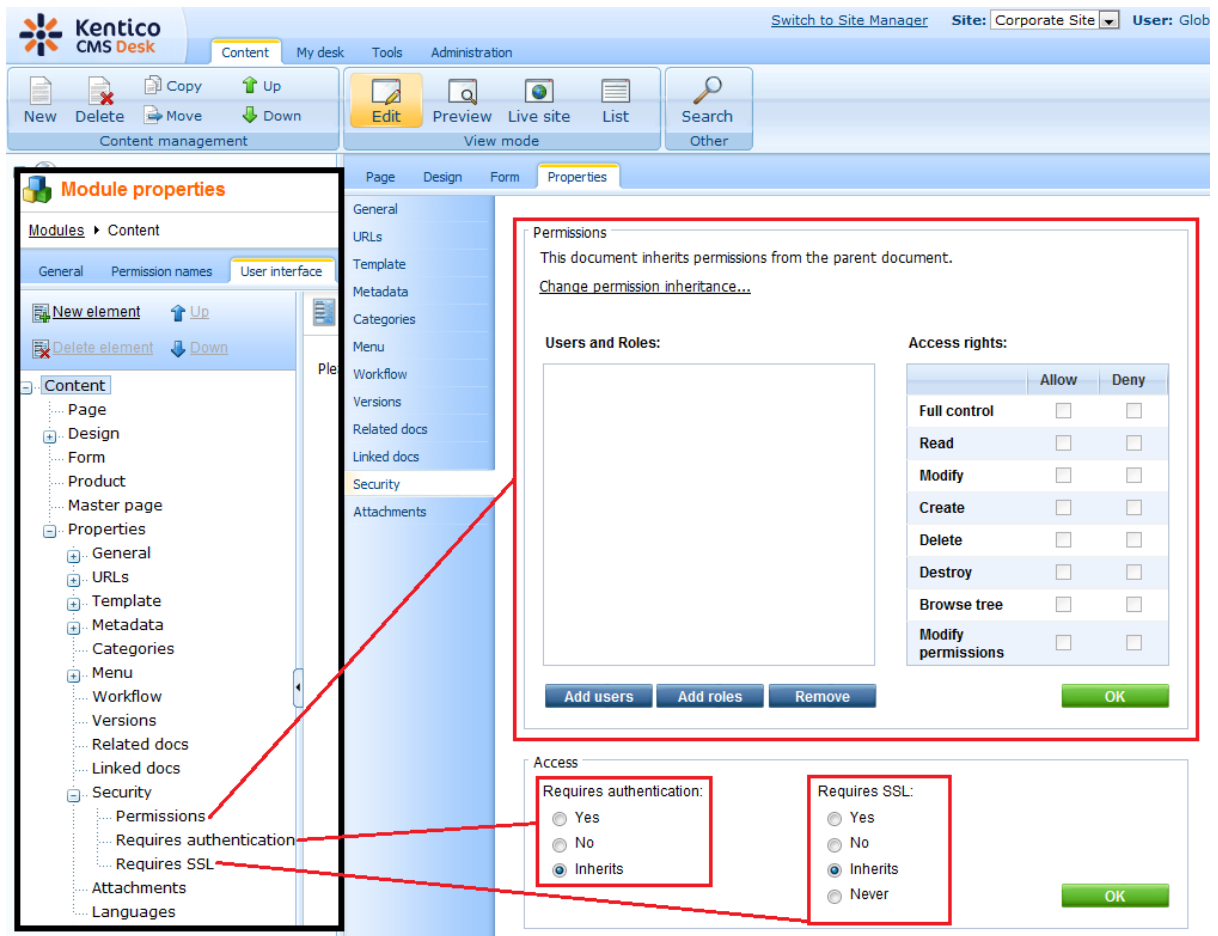 Kentico
CMS Desk
Switch to Site Manager Site: Corporate Site User: Glob
Content My desk Tools Administration
New Delete Copy Move Up Down
Content management
Edit Preview Live site List
View mode
Search
Other
Module properties
Modules Content
General Permission names User interface
New element Up
Delete element Down
Ple
Content
Page
Design
Form
Product
Master page
Properties
General
URLs
Template
Metadata
Categories
Menu
Workflow
Versions
Related docs
Linked docs
Security
Permissions
Requires authentication
Requires SSL
Attachments
Languages
Page Design Form Properties
General
URLs
Template
Metadata
Categories
Menu
Workflow
Versions
Related docs
Linked docs
Security
Attachments
Permissions
This document inherits permissions from the parent document.
Change permission inheritance...
Users and Roles: Access rights:
Allow Deny
Full control
Read
Modify
Create
Delete
Destroy
Browse tree
Modify
permissions
Add users Add roles Remove OK
Access
Requires authentication:
Yes
No
Inherits
Requires SSL:
Yes
No
Inherits
Never
OK